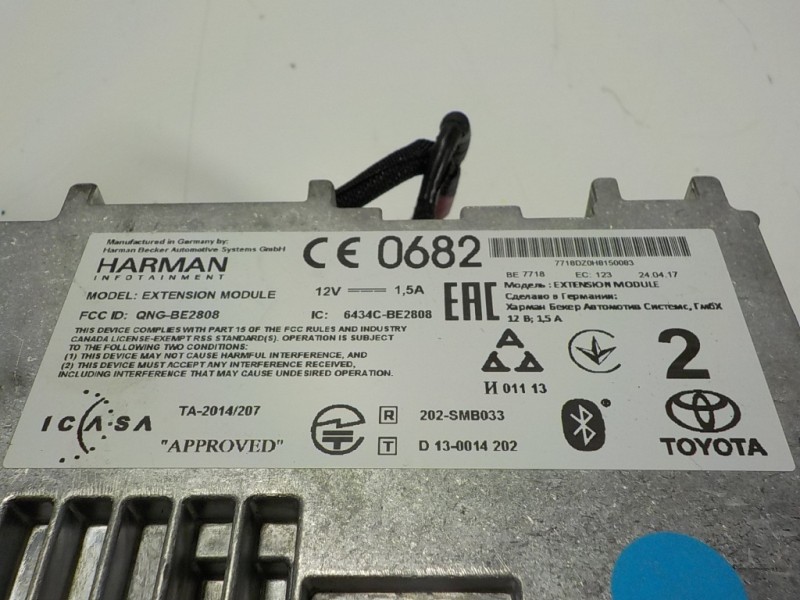 Manufactured in Germany by:
Harman Becker Automotive Systems GmbH
HARMAN
INFOTAINMENT
MODEL: EXTENSION MODULE
FCC ID: QNG-BE2808
CE 0682
12V 1,5A
IC: 6434C-BE2808
EAC
THIS DEVICE COMPLIES WITH PART 15 OF THE FCC RULES AND INDUSTRY
CANADA LICENSE-EXEMPT RSS STANDARD(S). OPERATION IS SUBJECT
TO THE FOLLOWING TWO CONDITIONS:
(1) THIS DEVICE MAY NOT CAUSE HARMFUL INTERFERENCE, AND
(2) THIS DEVICE MUST ACCEPT ANY INTERFERENCE RECEIVED,
INCLUDING INTERFERENCE THAT MAY CAUSE UNDESIRED OPERATION.
7718DZ0H8150083
BE 7718 EC: 123 24.04.17
Модель: EXTENSION MODULE
Сделано в Германии:
Харман Бекер Автомотив Системс, ГмбХ
12 В; 1,5 А
И 01 13
2
ICASA
TA-2014/207
"APPROVED"
R 202-SMB033
T D 13-0014 202
TOYOTA